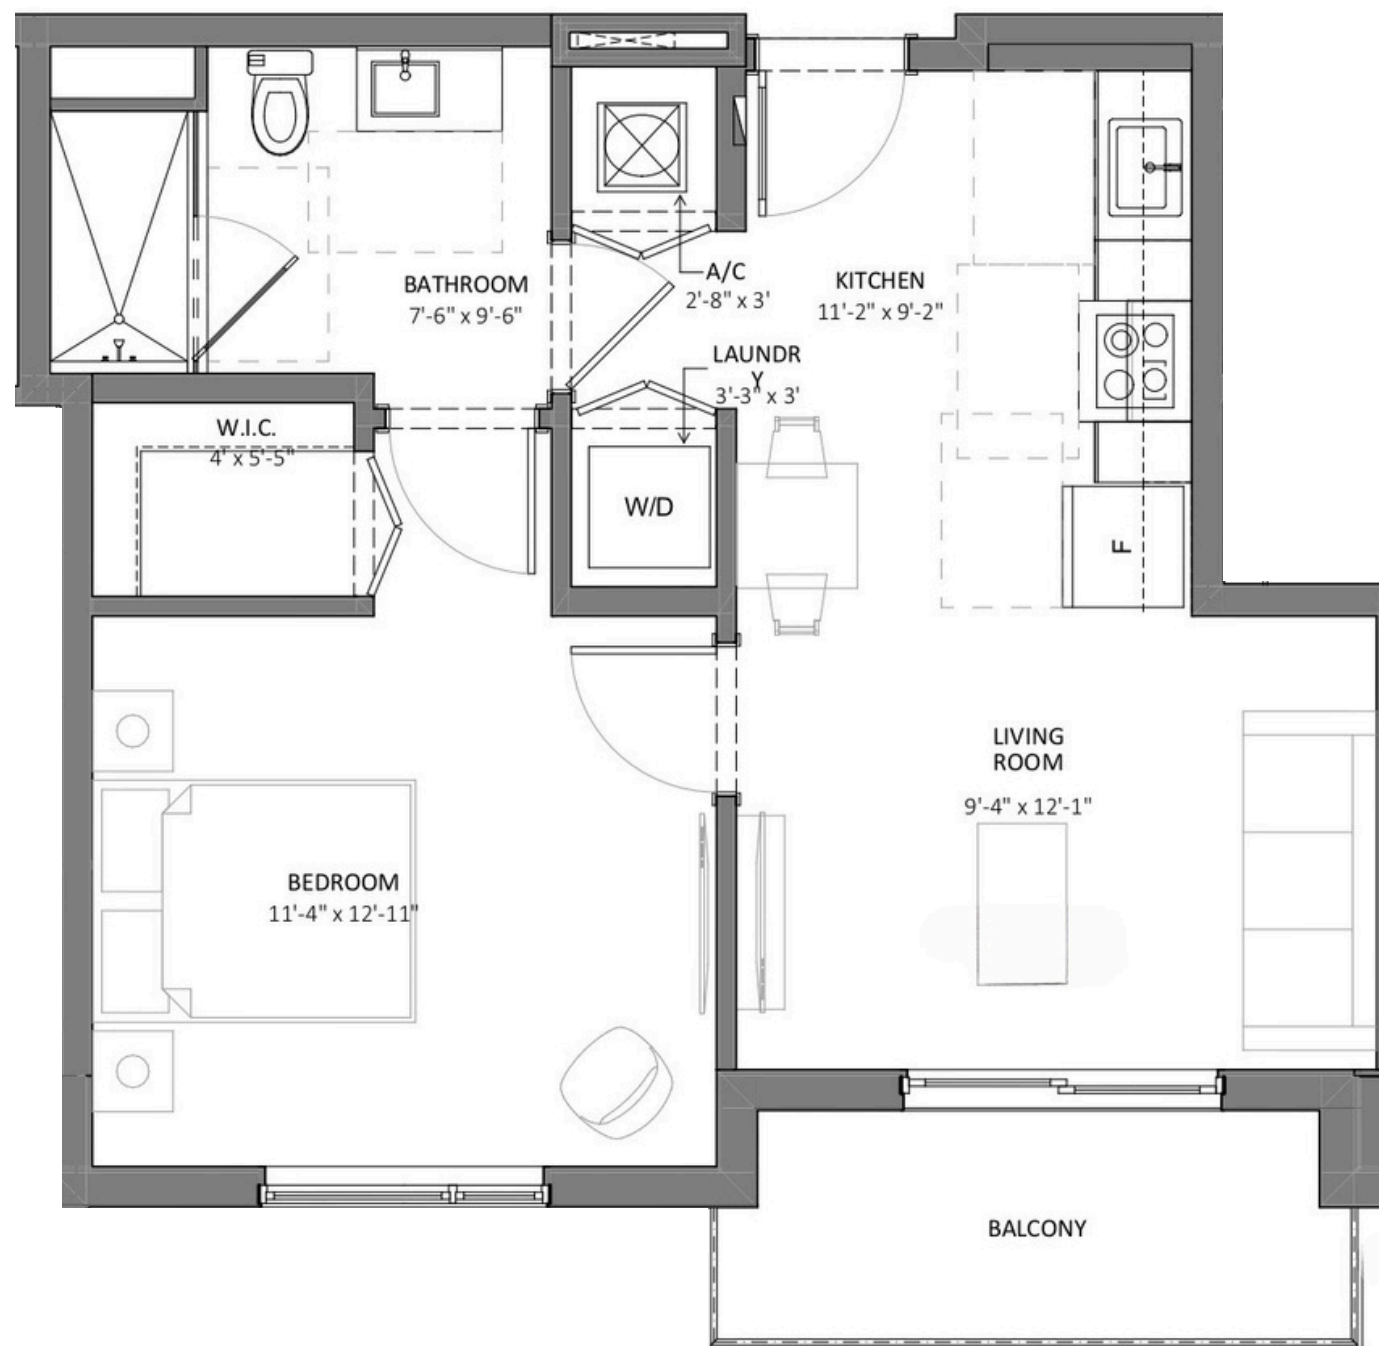 BATHROOM
7'-6" x 9'-6"
A/C
2'-8" x 3'
KITCHEN
11'-2" x 9'-2"
LAUNDR
Y
3'-3" x 3'
W.I.C.
4' x 5'-5"
W/D
F
LIVING
ROOM
9'-4" x 12'-1"
BEDROOM
11'-4" x 12'-11"
BALCONY